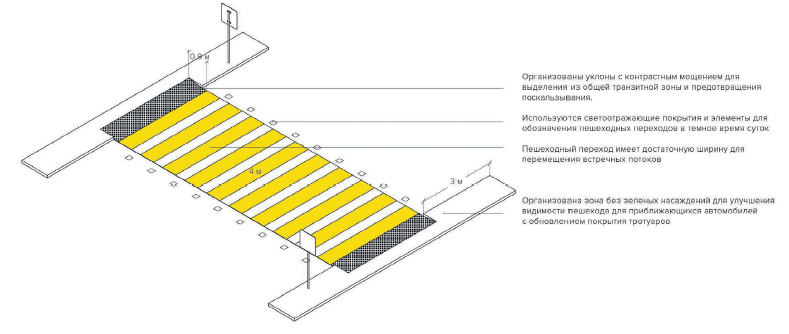 0,9 м
Организованы уклоны с контрастным мощением для
выделения из общей транзитной зоны и предотвращения
поскальзывания.
Используются светоотражающие покрытия и элементы для
обозначения пешеходных переходов в темное время суток
Пешеходный переход имеет достаточную ширину для
перемещения встречных потоков
4 м
3 м
Организована зона без зеленых насаждений для улучшения
видимости пешехода для приближающихся автомобилей
с обновлением покрытия тротуаров